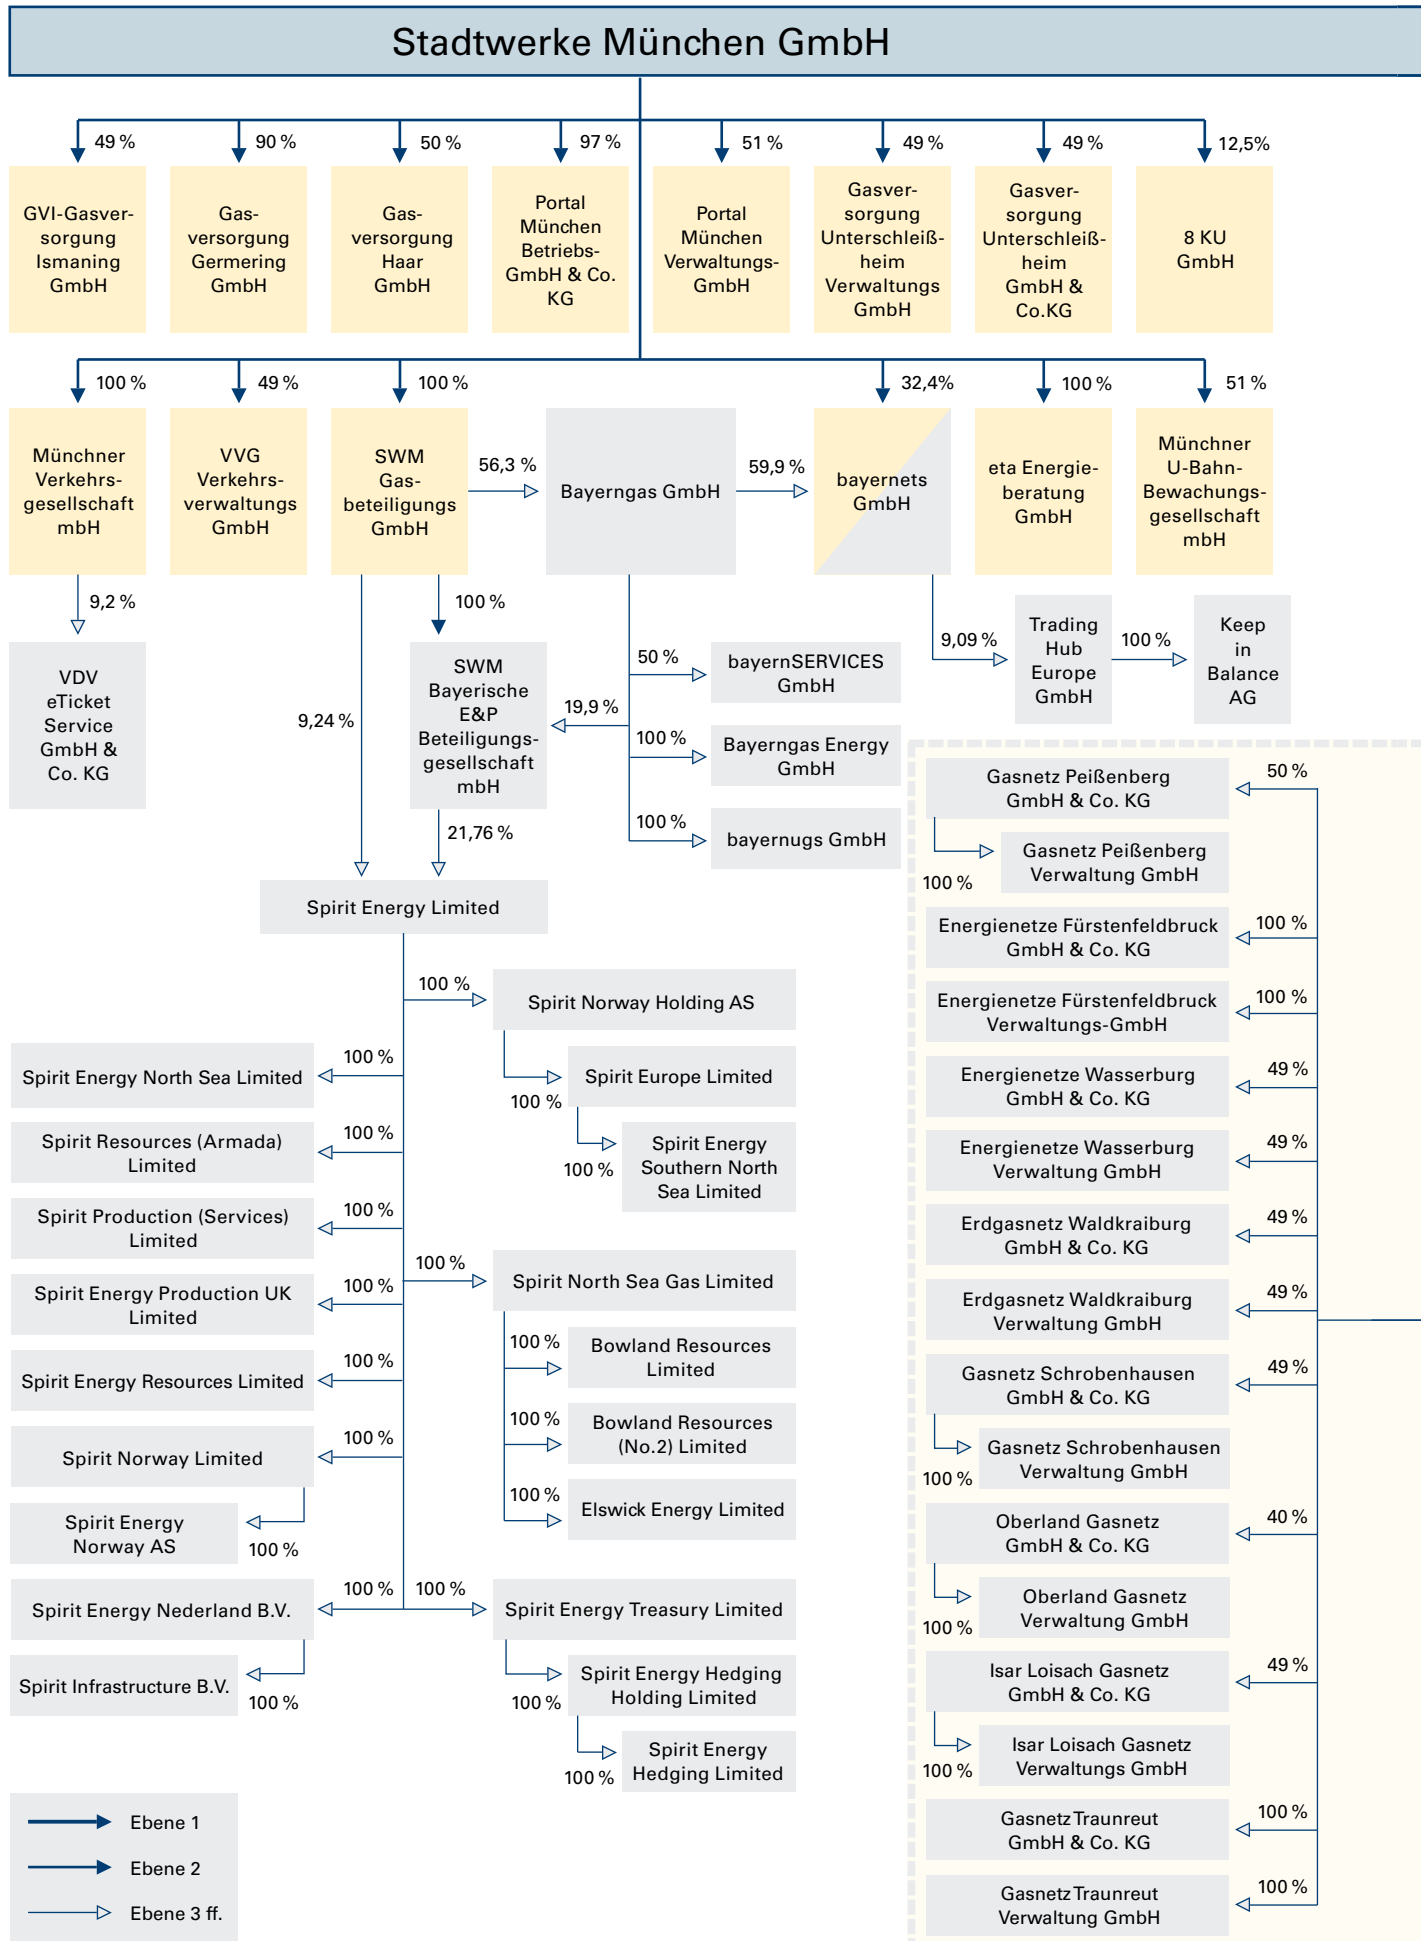 Stadtwerke München GmbH
49 %
90 %
50 %
97 %
51 %
49 %
49 %
12,5%
GVI-Gasver-
sorgung
Ismaning
GmbH
Gas-
versorgung
Germering
GmbH
Gas-
versorgung
Haar
GmbH
Portal
München
Betriebs-
GmbH & Co.
KG
Portal
München
Verwaltungs-
GmbH
Gasver-
sorgung
Unterschleiß-
heim
Verwaltungs
GmbH
Gasver-
sorgung
Unterschleiß-
heim
GmbH &
Co.KG
8 KU
GmbH
100 %
49 %
100 %
32,4%
100 %
51 %
Münchner
Verkehrs-
gesellschaft
mbH
VVG
Verkehrs-
verwaltungs
GmbH
SWM
Gas-
beteiligungs
GmbH
56,3 %
Bayerngas GmbH
59,9 %
bayernets
GmbH
eta Energie-
beratung
GmbH
Münchner
U-Bahn-
Bewachungs-
gesellschaft
mbH
9,2 %
VDV
eTicket
Service
GmbH &
Co. KG
9,24 %
100 %
SWM
Bayerische
E&P
Beteiligungs-
gesellschaft
mbH
19,9 %
21,76 %
50 %
bayernSERVICES
GmbH
100 %
Bayerngas Energy
GmbH
100 %
bayernugs GmbH
9,09 %
Trading
Hub
Europe
GmbH
100 %
Keep
in
Balance
AG
Spirit Energy Limited
100 %
Spirit Norway Holding AS
100 %
Spirit Europe Limited
100 %
Spirit Energy
Southern North
Sea Limited
100 %
Spirit Energy North Sea Limited
100 %
Spirit Resources (Armada)
Limited
100 %
Spirit Production (Services)
Limited
100 %
Spirit Energy Production UK
Limited
100 %
Spirit Energy Resources Limited
100 %
Spirit Norway Limited
Spirit Energy
Norway AS
100 %
100 %
Spirit Energy Nederland B.V.
Spirit Infrastructure B.V.
100 %
100 %
Spirit North Sea Gas Limited
100 %
Bowland Resources
Limited
100 %
Bowland Resources
(No.2) Limited
100 %
Elswick Energy Limited
100 %
Spirit Energy Treasury Limited
100 %
Spirit Energy Hedging
Holding Limited
100 %
Spirit Energy
Hedging Limited
Gasnetz Peißenberg
GmbH & Co. KG
50 %
100 %
Gasnetz Peißenberg
Verwaltung GmbH
Energienetze Fürstenfeldbruck
GmbH & Co. KG
100 %
Energienetze Fürstenfeldbruck
Verwaltungs-GmbH
100 %
Energienetze Wasserburg
GmbH & Co. KG
49 %
Energienetze Wasserburg
Verwaltung GmbH
49 %
Erdgasnetz Waldkraiburg
GmbH & Co. KG
49 %
Erdgasnetz Waldkraiburg
Verwaltung GmbH
49 %
Gasnetz Schrobenhausen
GmbH & Co. KG
49 %
100 %
Gasnetz Schrobenhausen
Verwaltung GmbH
Oberland Gasnetz
GmbH & Co. KG
40 %
100 %
Oberland Gasnetz
Verwaltung GmbH
Isar Loisach Gasnetz
GmbH & Co. KG
49 %
100 %
Isar Loisach Gasnetz
Verwaltungs GmbH
Gasnetz Traunreut
GmbH & Co. KG
100 %
Gasnetz Traunreut
Verwaltung GmbH
100 %
Ebene 1
Ebene 2
Ebene 3 ff.